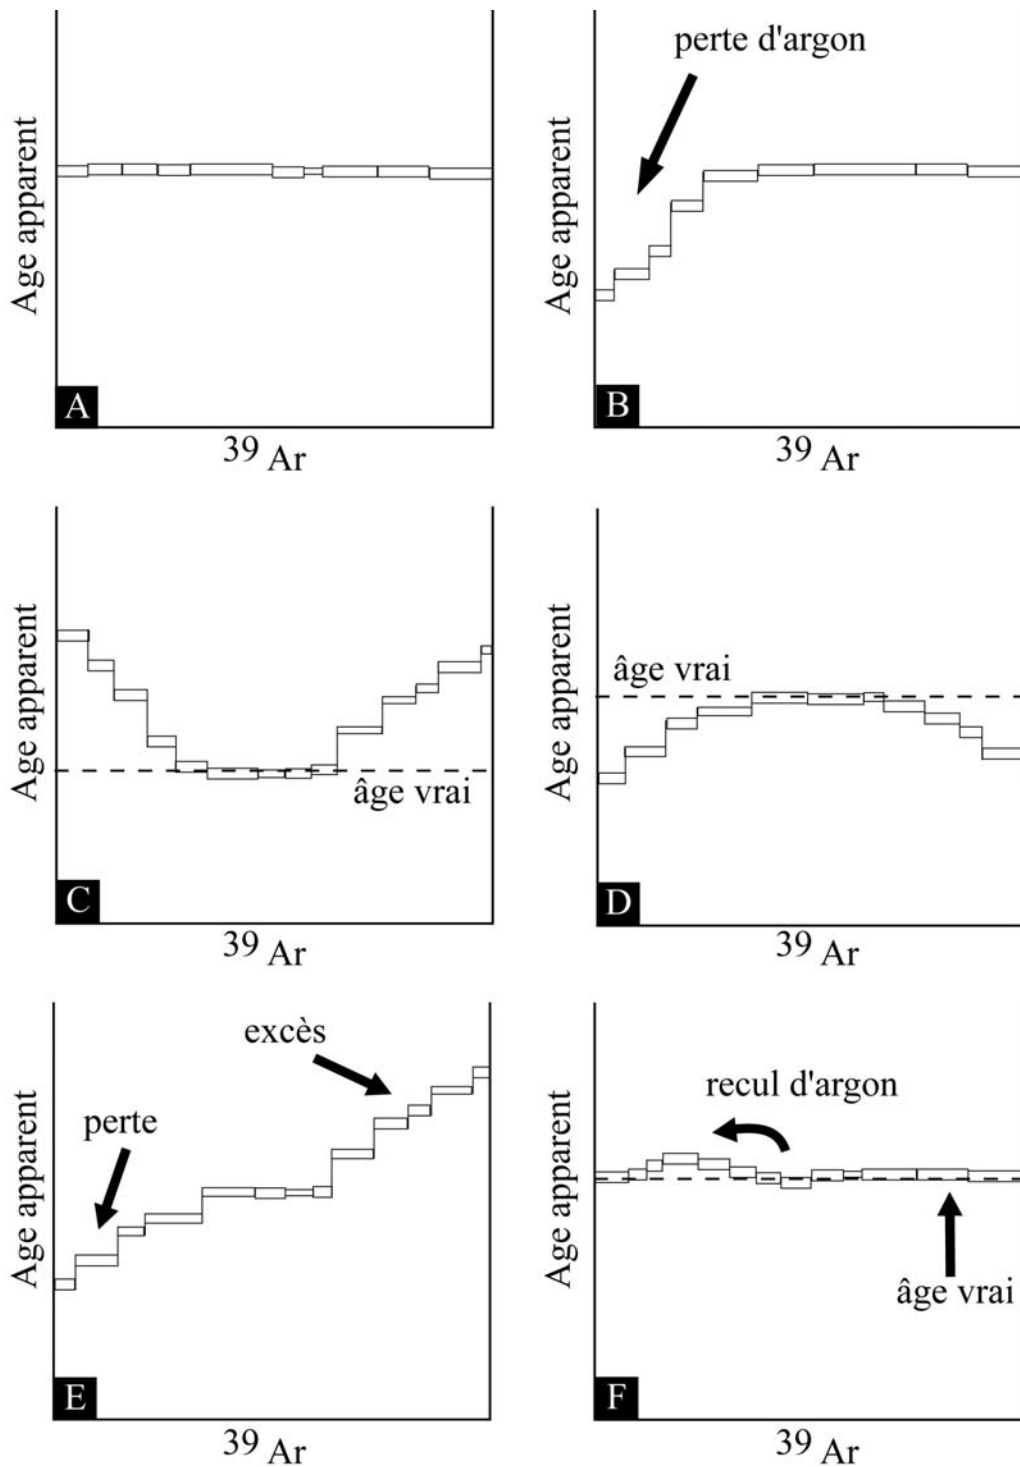 perte d'argon
Age apparent
Age apparent
A
B
39 Ar
39 Ar
Age apparent
âge vrai
Age apparent
âge vrai
C
D
39 Ar
39 Ar
excès
perte
Age apparent
recul d'argon
Age apparent
âge vrai
E
F
39 Ar
39 Ar